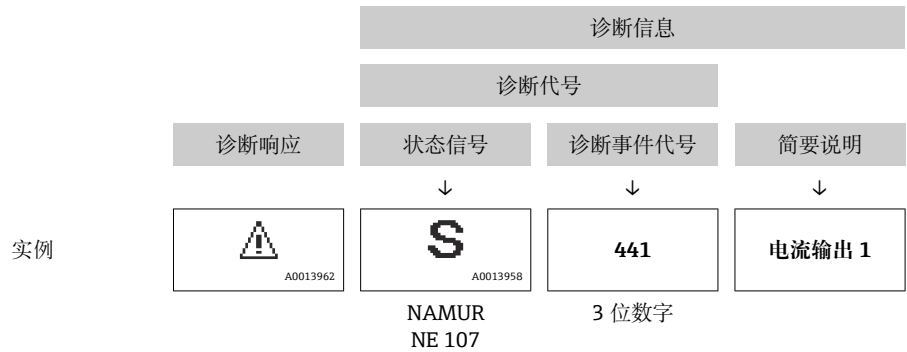 诊断信息
诊断代号
诊断响应 状态信号 诊断事件代号 简要说明
↓ ↓ ↓
实例 S 441 电流输出 1
A0013962 A0013958
NAMUR 3 位数字
NE 107